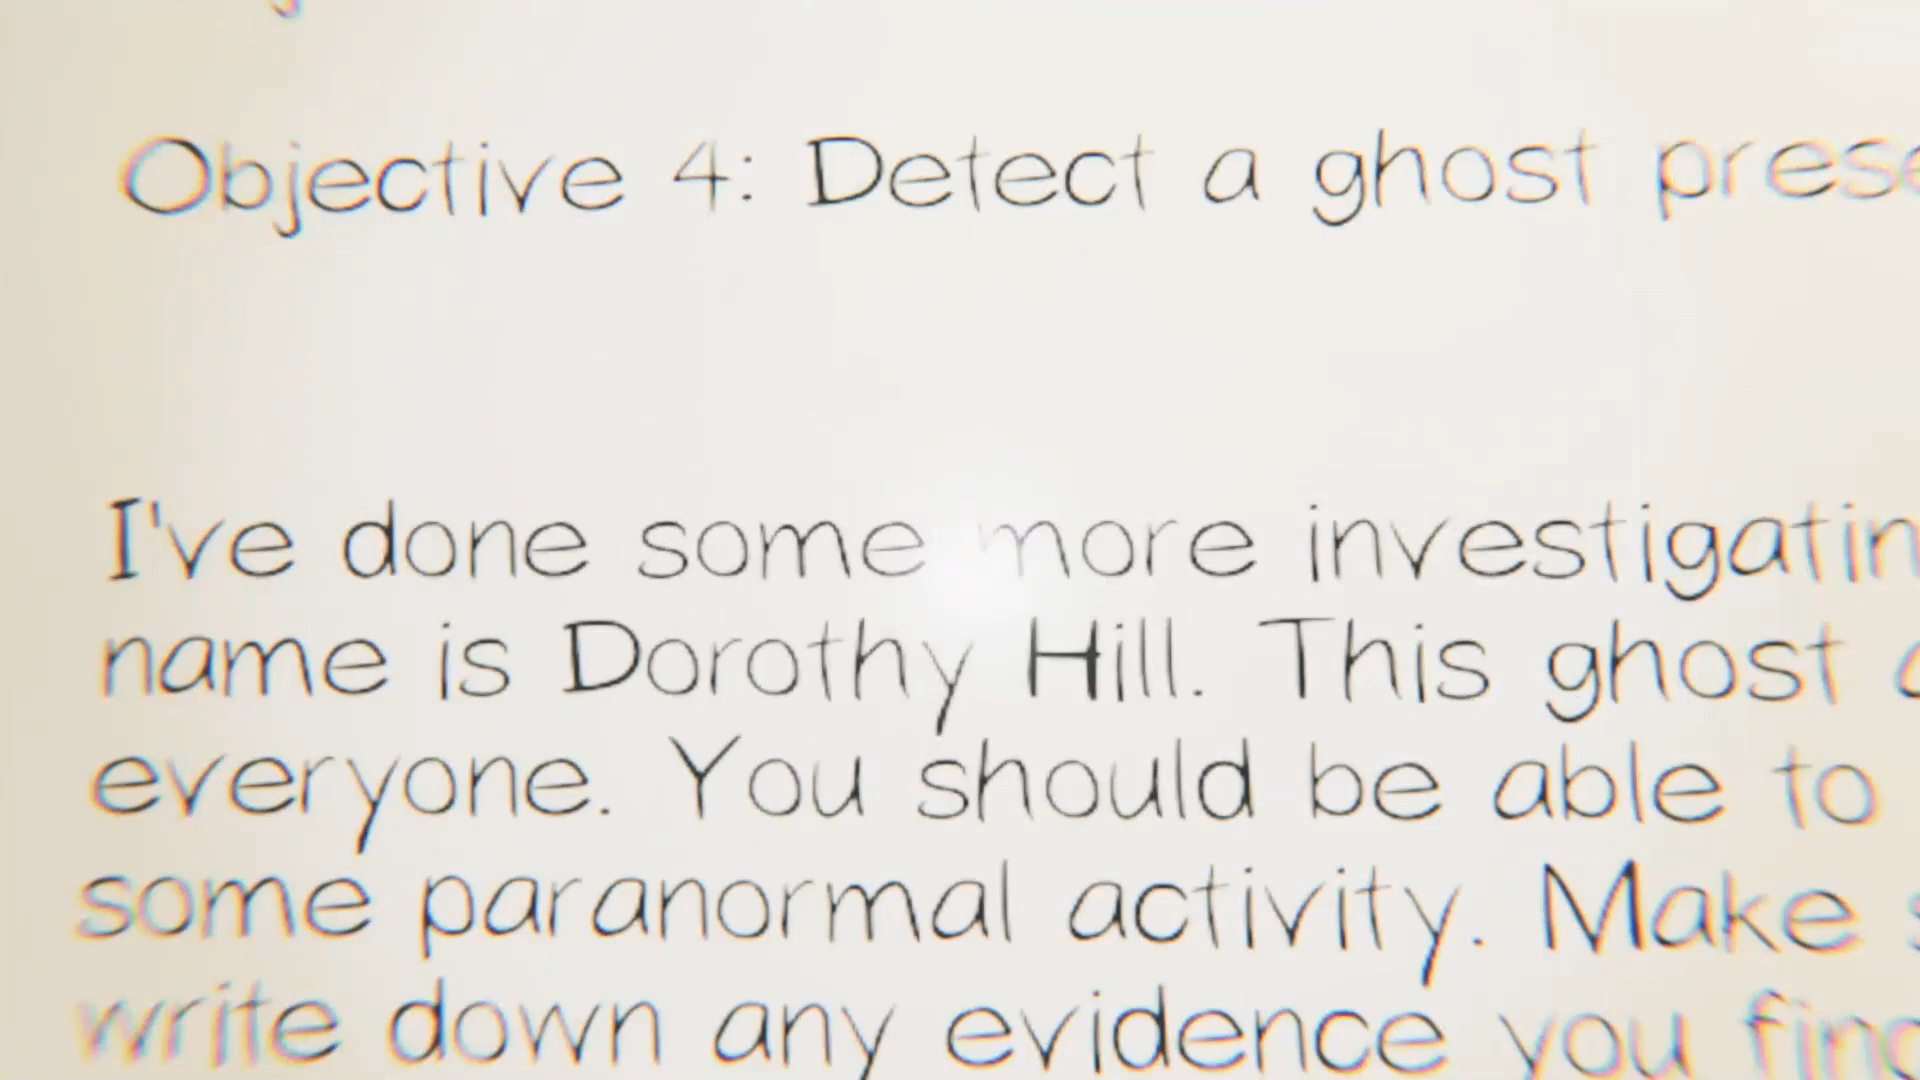 Objective 4: Detect a ghost prese
I've done some more investigatin
name is Dorothy Hill. This ghost
everyone. You should be able to
some paranormal activity. Make
write down any evidence you find